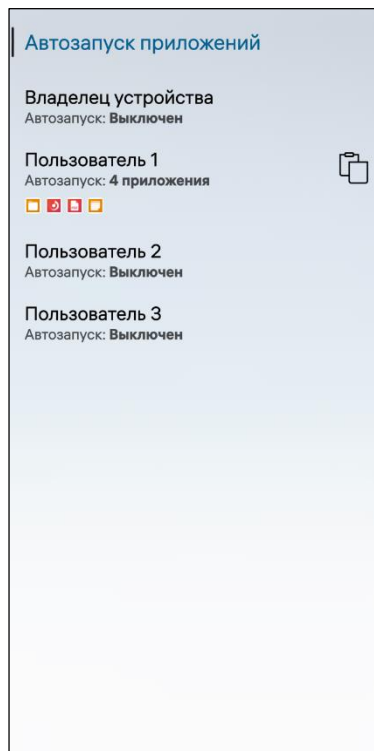 Автозапуск приложений
Владелец устройства
Автозапуск: Выключен
Пользователь 1
Автозапуск: 4 приложения
Пользователь 2
Автозапуск: Выключен
Пользователь 3
Автозапуск: Выключен